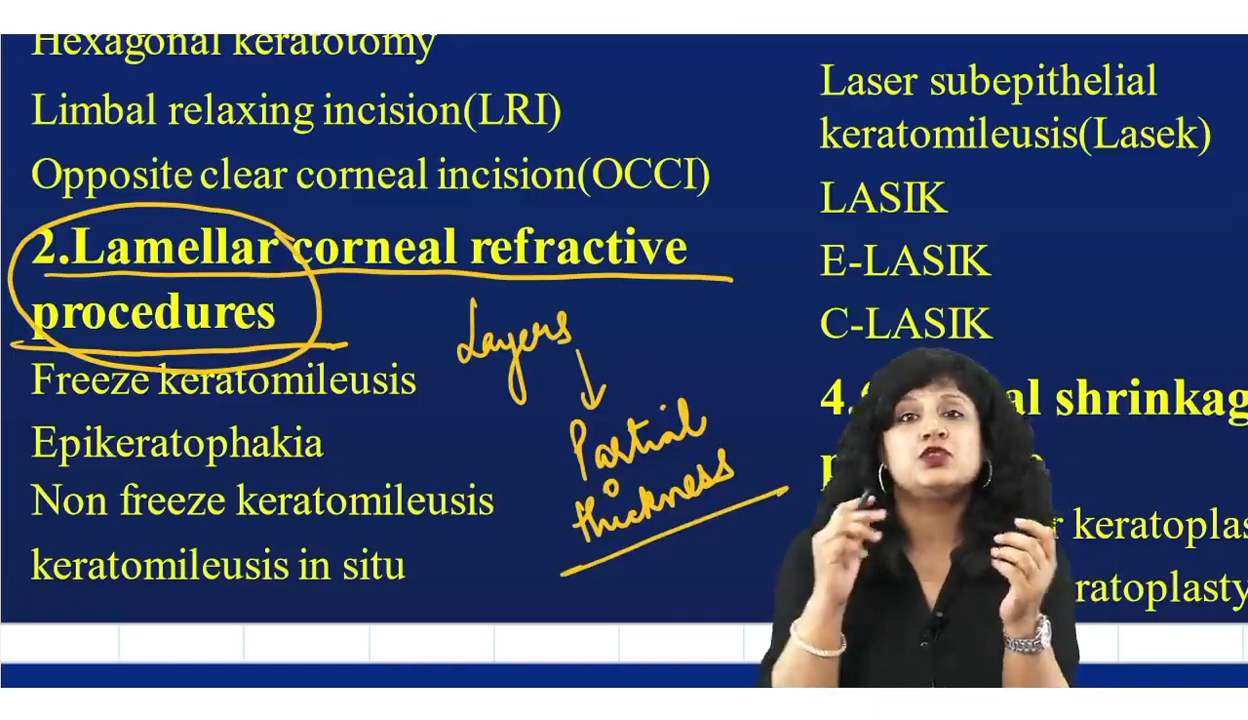 Hexagonal keratotomy
Limbal relaxing incision(LRI)
Opposite clear corneal incision(OCCI)
2.Lamellar corneal refractive
procedures
Freeze keratomileusis
Epikeratophakia
Non freeze keratomileusis
keratomileusis in situ
Layers
Partial
thickness
Laser subepithelial
keratomileusis(Lasek)
LASIK
E-LASIK
C-LASIK
4. al shrinkag
keratoplas
ratoplasty